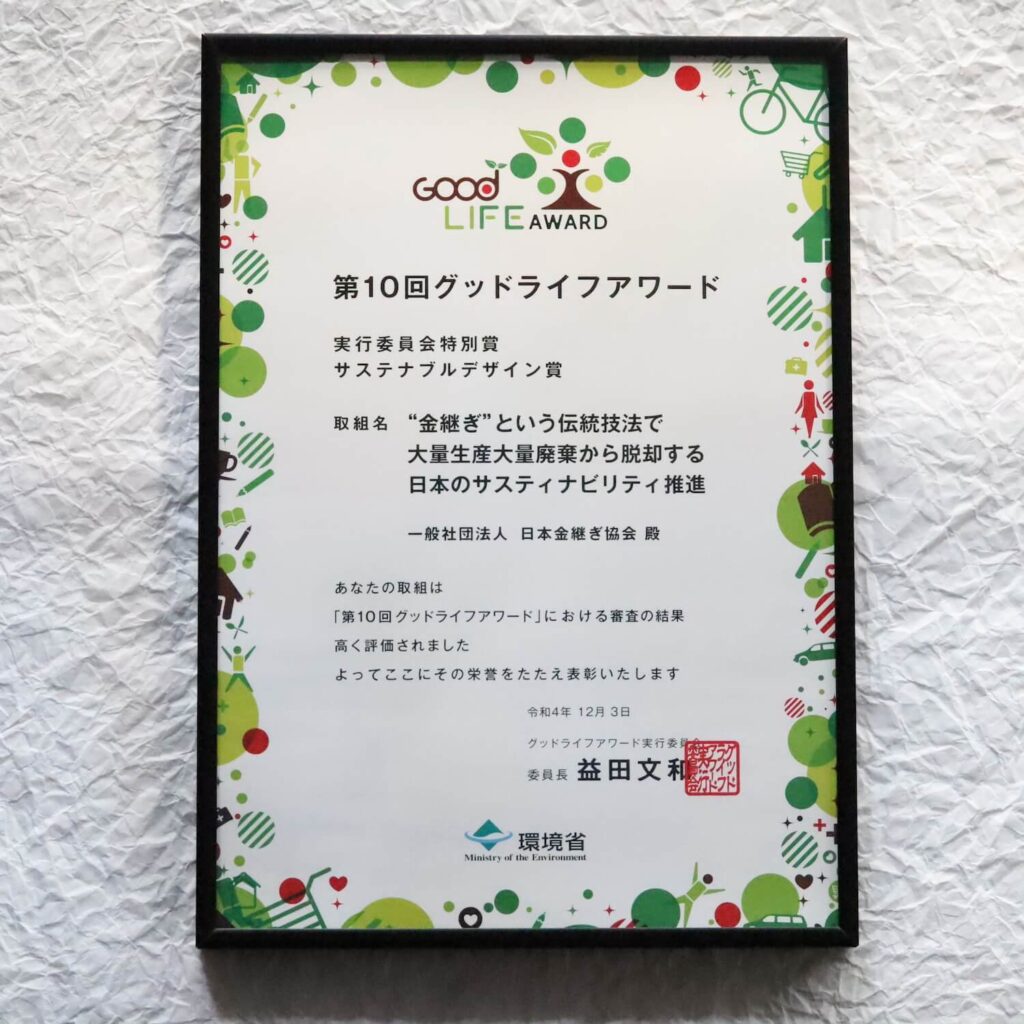 GOOD
LIFE AWARD
第10回グッドライフアワード
実行委員会特別賞
サステナブルデザイン賞
取組名 “金継ぎ”という伝統技法で
大量生産大量廃棄から脱却する
日本のサスティナビリティ推進
一般社団法人 日本金継ぎ協会 殿
あなたの取組は
「第10回グッドライフアワード」における審査の結果
高く評価されました
よってここにその栄誉をたたえ表彰いたします
令和4年 12月 3日
グッドライフアワード実行委員会
委員長 益田文和
環境省
Ministry of the Environment